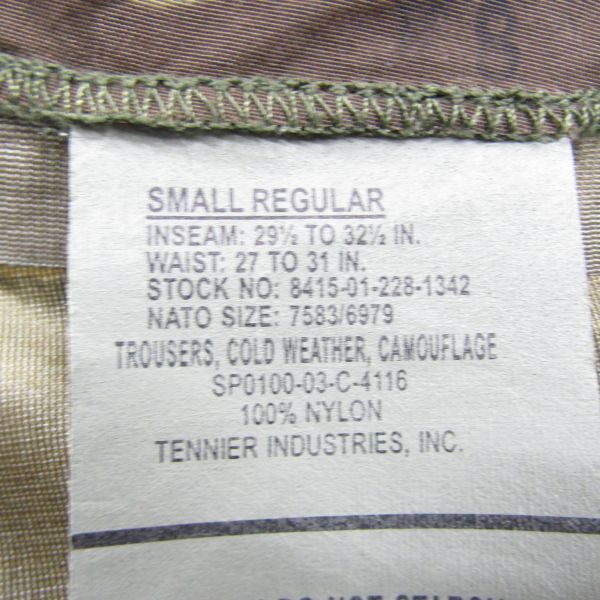 SMALL REGULAR
INSEAM: 29½ TO 32½ IN.
WAIST: 27 TO 31 IN.
STOCK NO: 8415-01-228-1342
NATO SIZE: 7583/6979
TROUSERS, COLD WEATHER, CAMOUFLAGE
SP0100-03-C-4116
100% NYLON
TENNIER INDUSTRIES, INC.